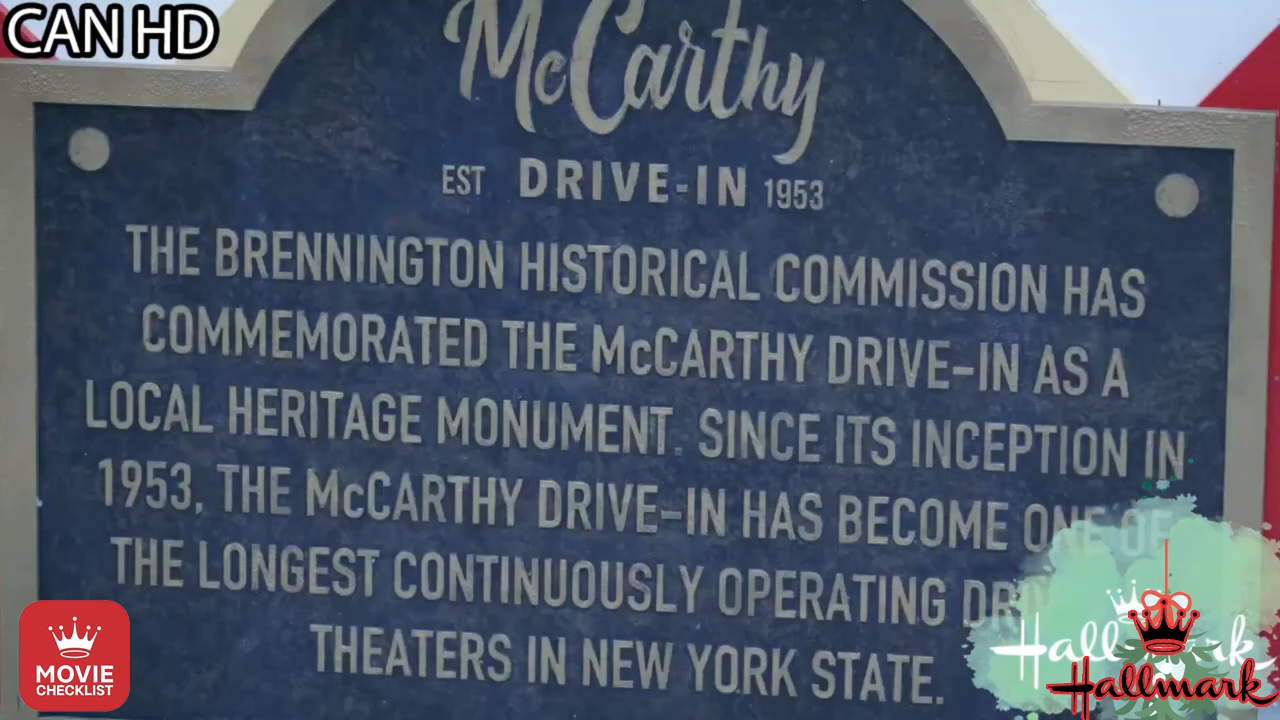 CAN HD
McCarthy
EST DRIVE-IN 1953
THE BRENNINGTON HISTORICAL COMMISSION HAS
COMMEMORATED THE McCARTHY DRIVE-IN AS A
LOCAL HERITAGE MONUMENT. SINCE ITS INCEPTION IN
1953, THE McCARTHY DRIVE-IN HAS BECOME ONE OF
THE LONGEST CONTINUOUSLY OPERATING
THEATERS IN NEW YORK STATE.
MOVIE
CHECKLIST
Hallmark